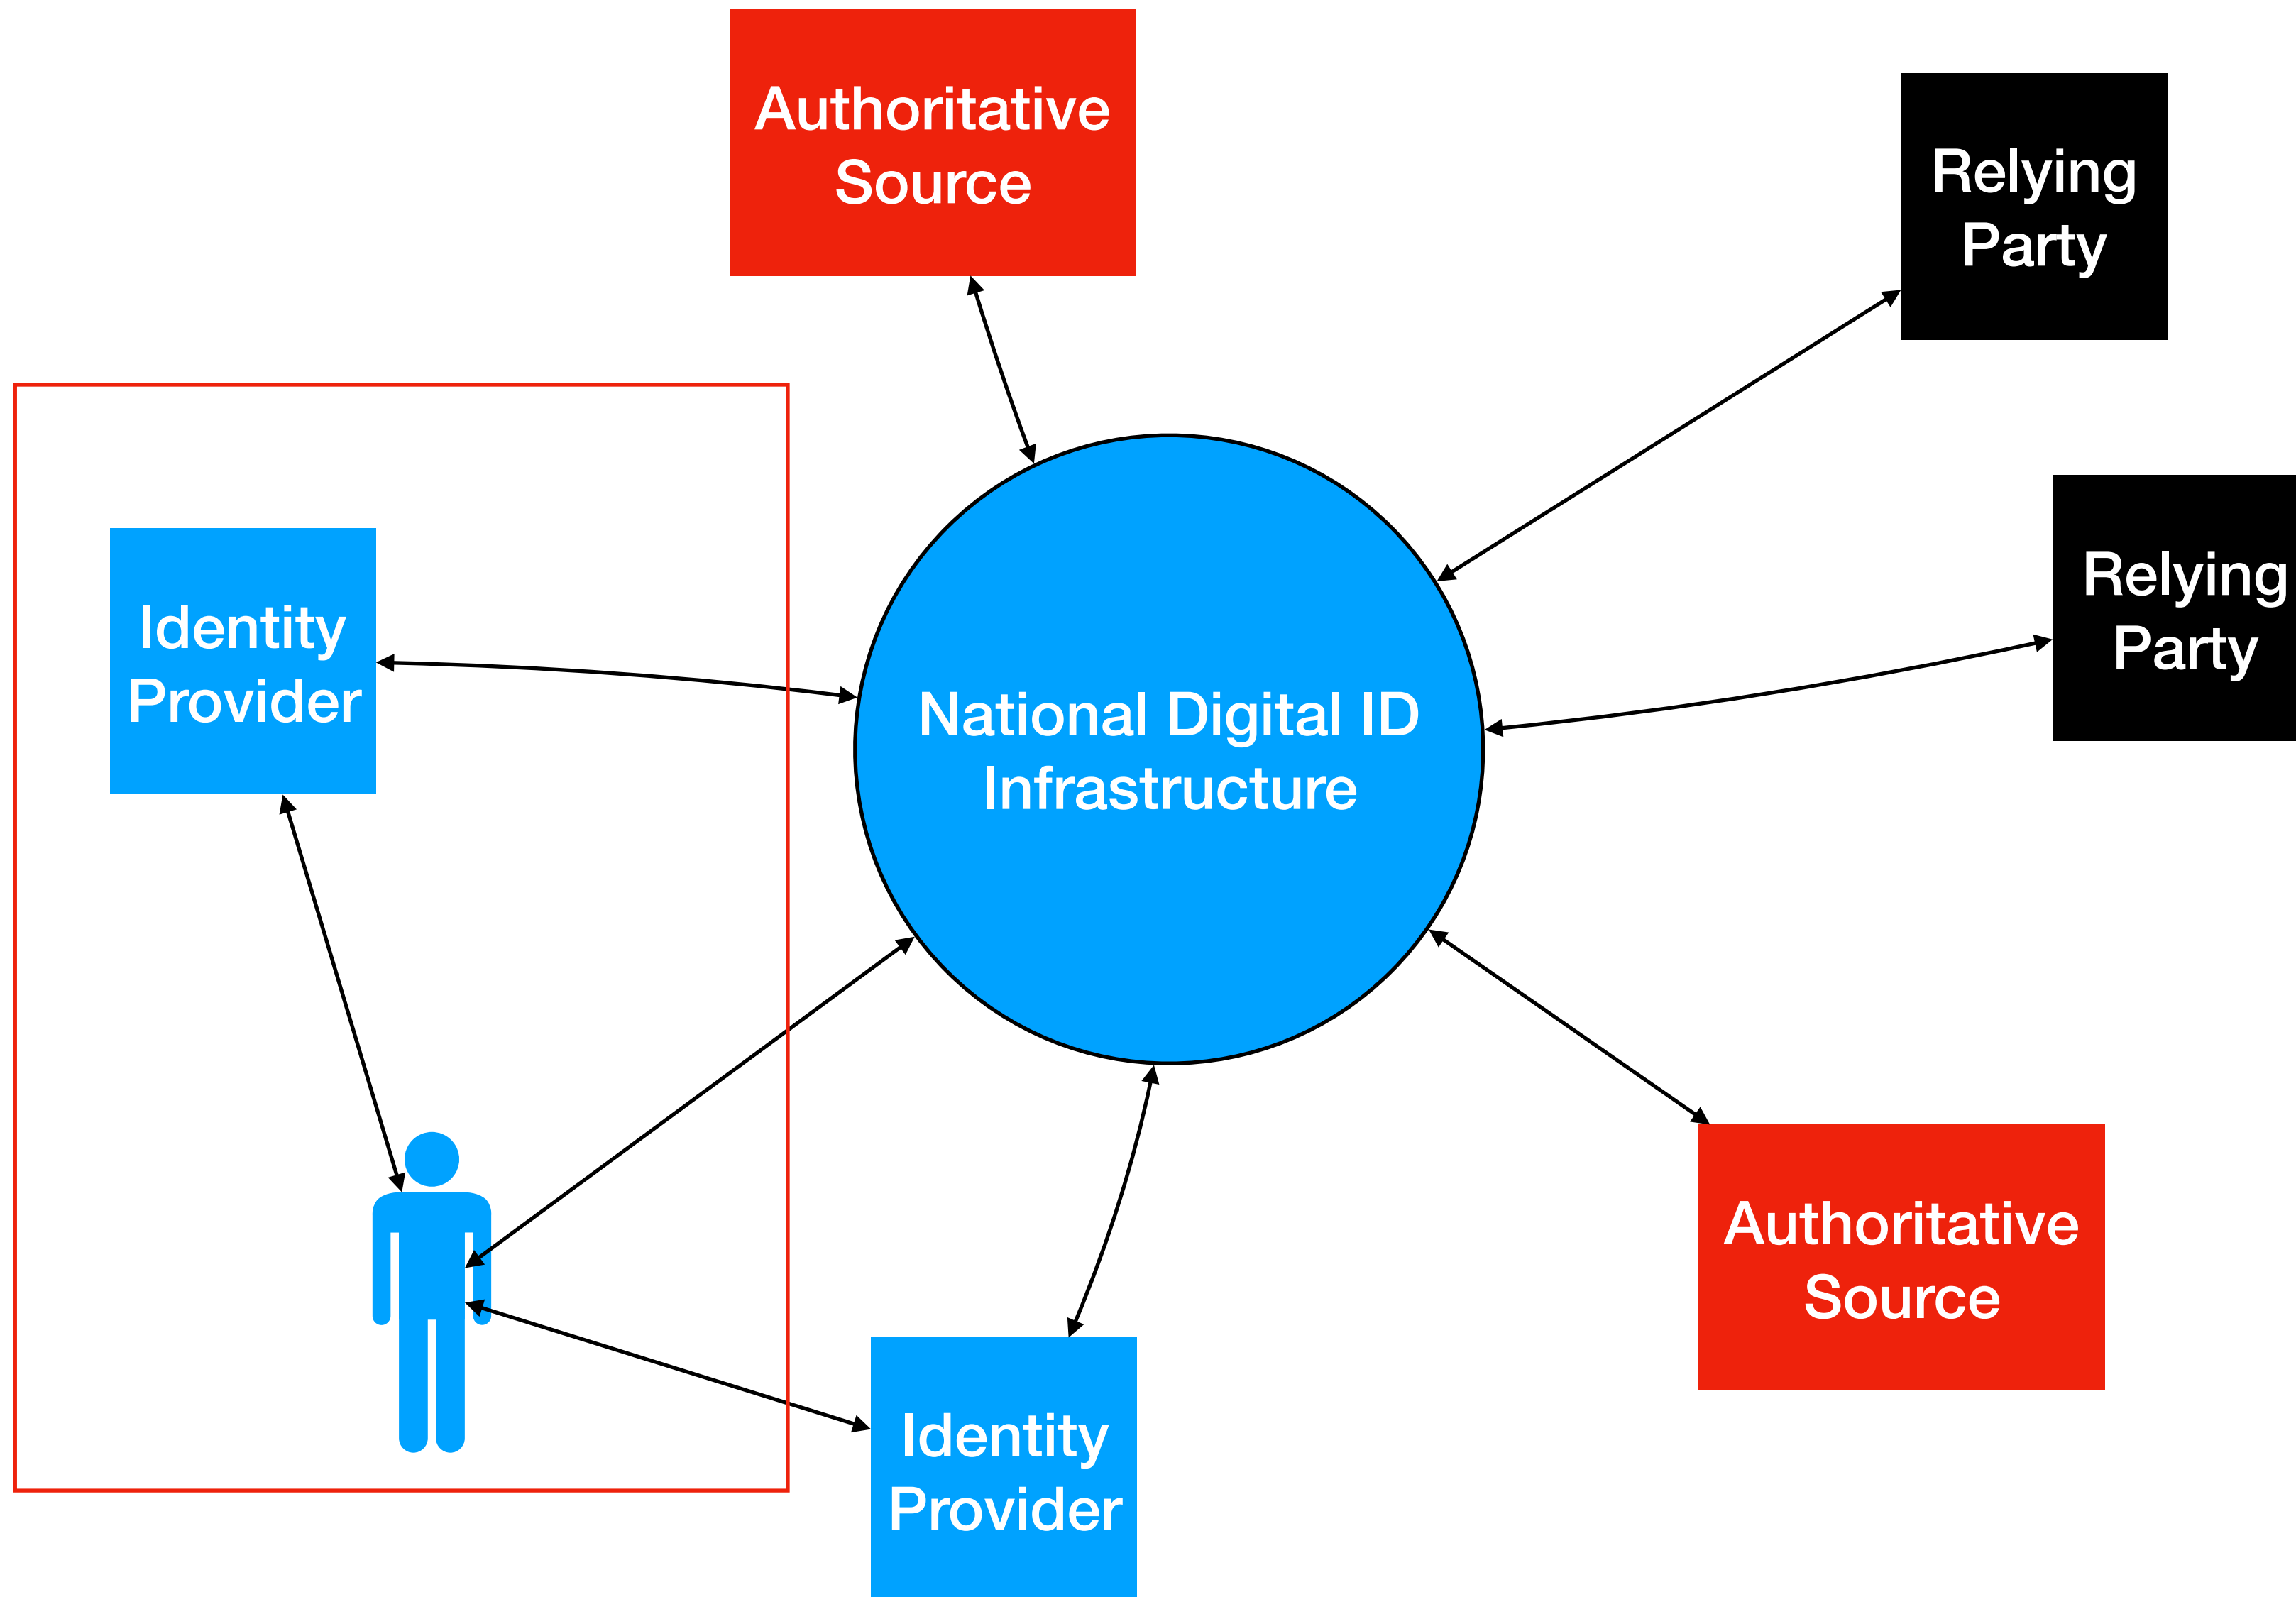 Authoritative
Source
Relying
Party
Relying
Party
Identity
Provider
National Digital ID
Infrastructure
Authoritative
Source
Identity
Provider